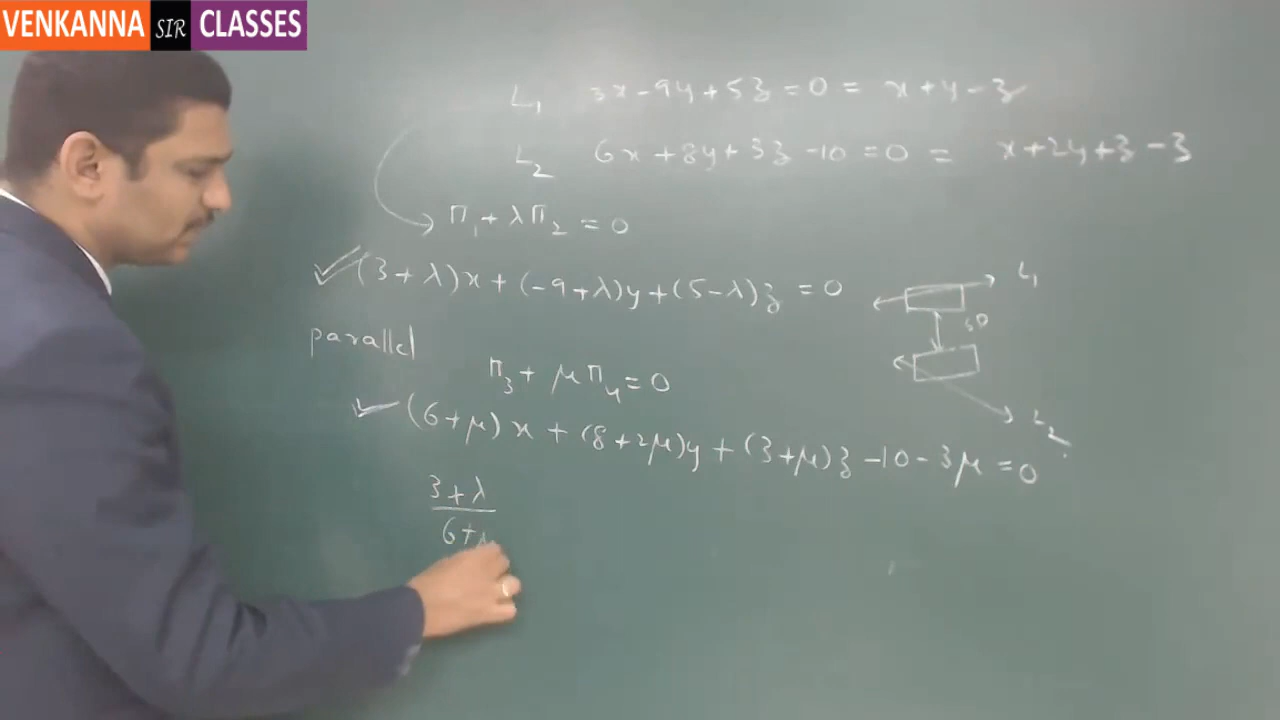 VENKANNA SIR CLASSES
L₁ 3x - 9y + 5z = 0 = x + y - z
L₂ 6x + 8y + 3z - 10 = 0 = x + 2y + z - 3
π₁ + λπ₂ = 0
(3 + λ)x + (-9 + λ)y + (5 - λ)z = 0
L₁
SD
L₂
parallel
π₃ + μπ₄ = 0
(6 + μ)x + (8 + 2μ)y + (3 + μ)z - 10 - 3μ = 0
3 + λ
6 + μ